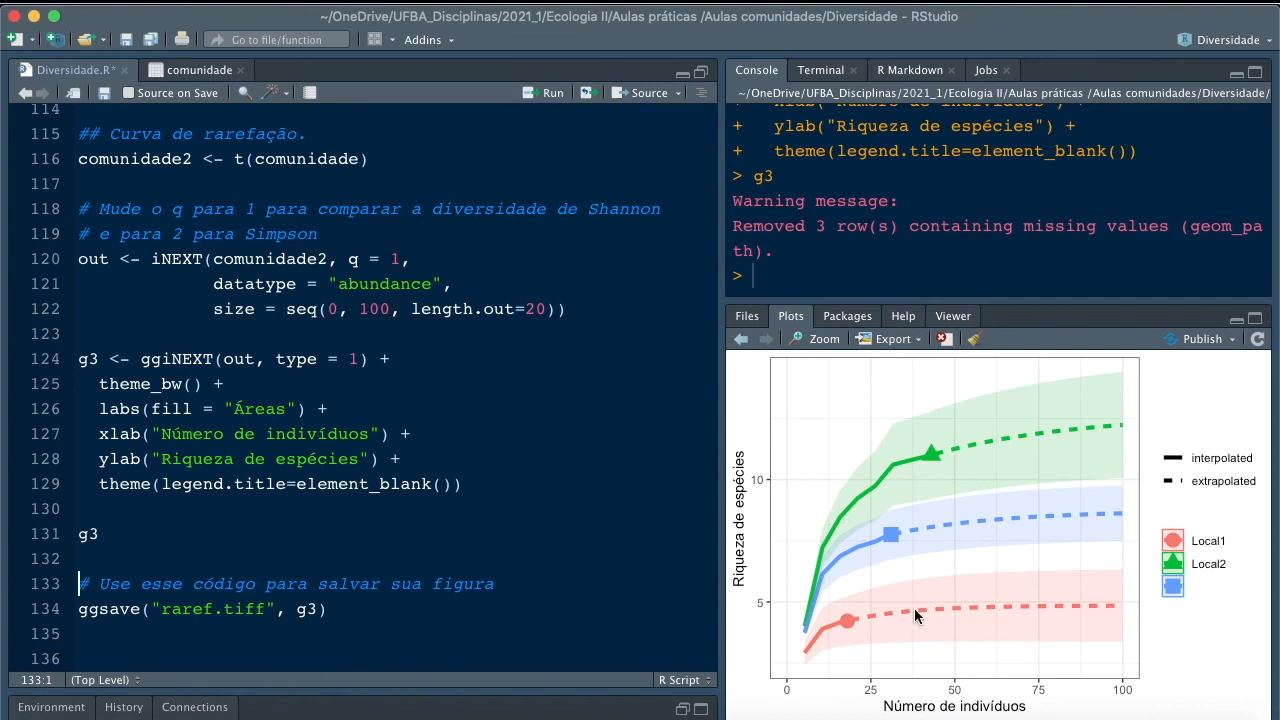 ~/OneDrive/UFBA_Disciplinas/2021_1/Ecologia II/Aulas práticas /Aulas comunidades/Diversidade - RStudio
Go to file/function
Addins
Diversidade
Diversidade.R*
comunidade
Source on Save
Run
Source
114
115 ## Curva de rarefação.
116 comunidade2 <- t(comunidade)
117
118 # Mude o q para 1 para comparar a diversidade de Shannon
119 # e para 2 para Simpson
120 out <- iNEXT(comunidade2, q = 1,
121 datatype = "abundance",
122 size = seq(0, 100, length.out=20))
123
124 g3 <- ggiNEXT(out, type = 1) +
125 theme_bw() +
126 labs(fill = "Áreas") +
127 xlab("Número de indivíduos") +
128 ylab("Riqueza de espécies") +
129 theme(legend.title=element_blank())
130
131 g3
132
133 # Use esse código para salvar sua figura
134 ggsave("raref.tiff", g3)
135
136
133:1 (Top Level) R Script
Environment History Connections
Console Terminal R Markdown Jobs
~/OneDrive/UFBA_Disciplinas/2021_1/Ecologia II/Aulas práticas /Aulas comunidades/Diversidade/
+ xlab("Número de indivíduos") +
+ ylab("Riqueza de espécies") +
+ theme(legend.title=element_blank())
> g3
Warning message:
Removed 3 row(s) containing missing values (geom_pa
th).
>
Files Plots Packages Help Viewer
Zoom Export Publish
Riqueza de espécies
10
5
0 25 50 75 100
Número de indivíduos
interpolated
extrapolated
Local1
Local2